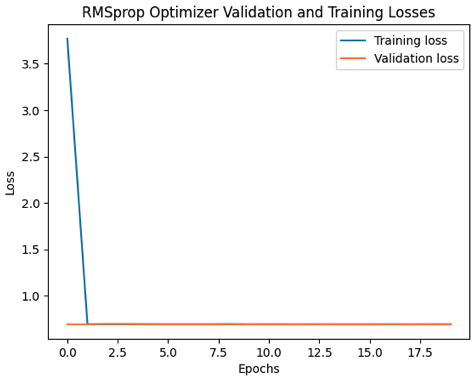 RMSprop Optimizer Validation and Training Losses
Training loss
Validation loss
3.5
3.0
2.5
2.0
1.5
1.0
Loss
0.0 2.5 5.0 7.5 10.0 12.5 15.0 17.5
Epochs